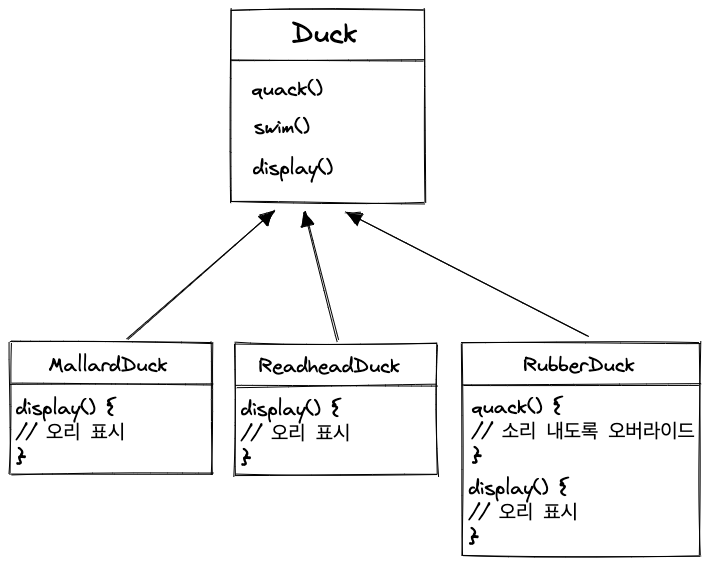 Duck
quack()
swim()
display()
MallardDuck
display() {
// 오리 표시
}
ReadheadDuck
display() {
// 오리 표시
}
RubberDuck
quack() {
// 소리 내도록 오버라이드
}
display() {
// 오리 표시
}